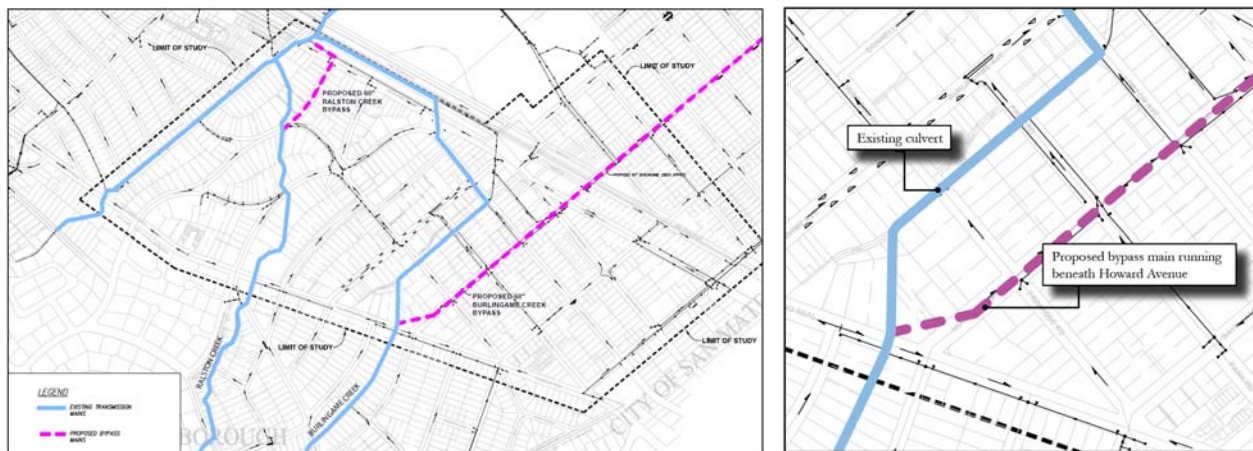 LIMIT OF STUDY
LIMIT OF STUDY
PROPOSED 60"
RALSTON CREEK
BYPASS
PROPOSED 60"
BURLINGAME CREEK
BYPASS
LIMIT OF STUDY
LIMIT OF STUDY
RALSTON CREEK
BURLINGAME CREEK
CITY OF SAN MAT
BOROUGH
LEGEND
EXISTING TRANSMISSION
MAINS
PROPOSED BYPASS
MAINS
Existing culvert
Proposed bypass main running
beneath Howard Avenue